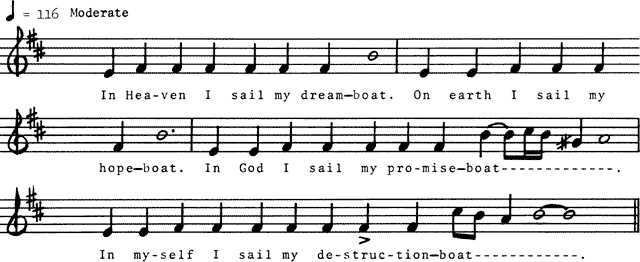 ♩ = 116 Moderate
In Hea-ven I sail my dream—boat. On earth I sail my
hope—boat. In God I sail my pro-mise—boat------------.
In my-self I sail my de-struc-tion—boat------------.